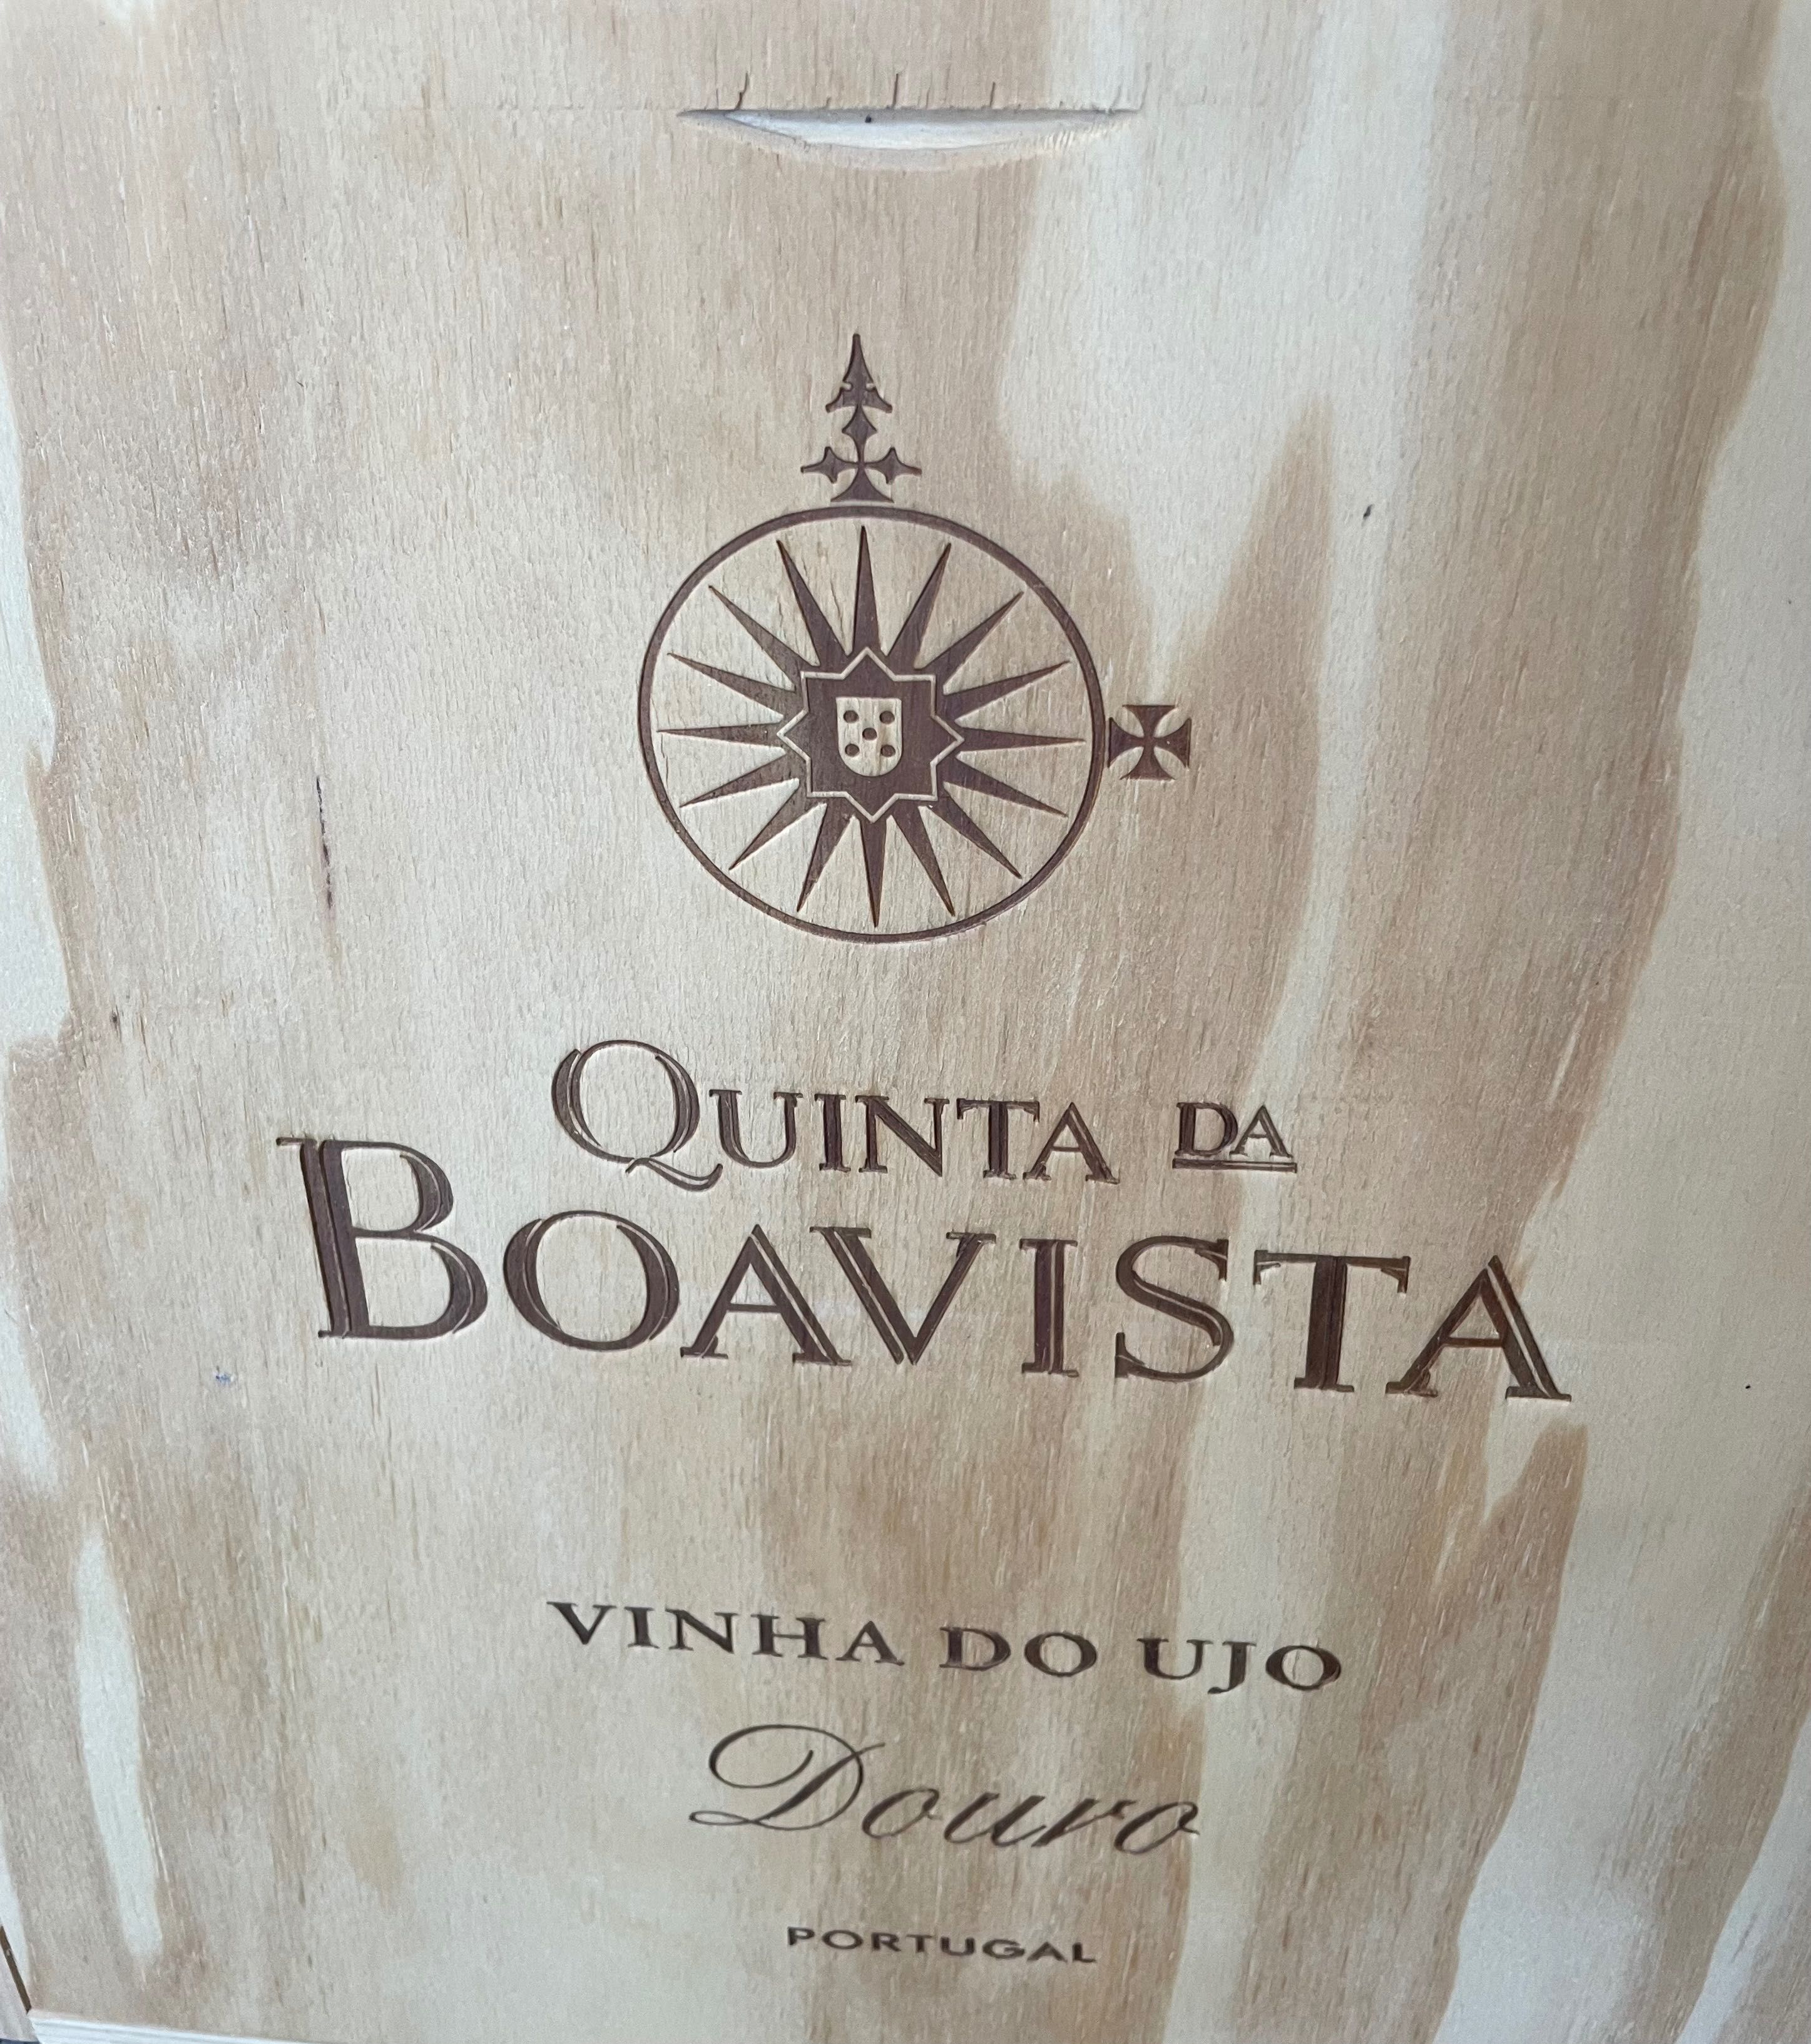 QUINTA DA
BOAVISTA
VINHA DO UJO
Douro
PORTUGAL